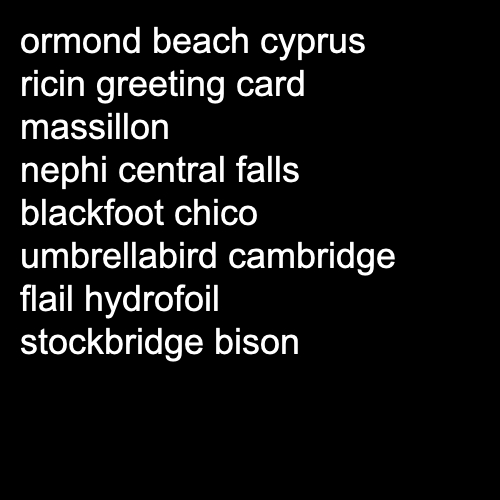 ormond beach cyprus
ricin greeting card
massillon
nephi central falls
blackfoot chico
umbrellabird cambridge
flail hydrofoil
stockbridge bison